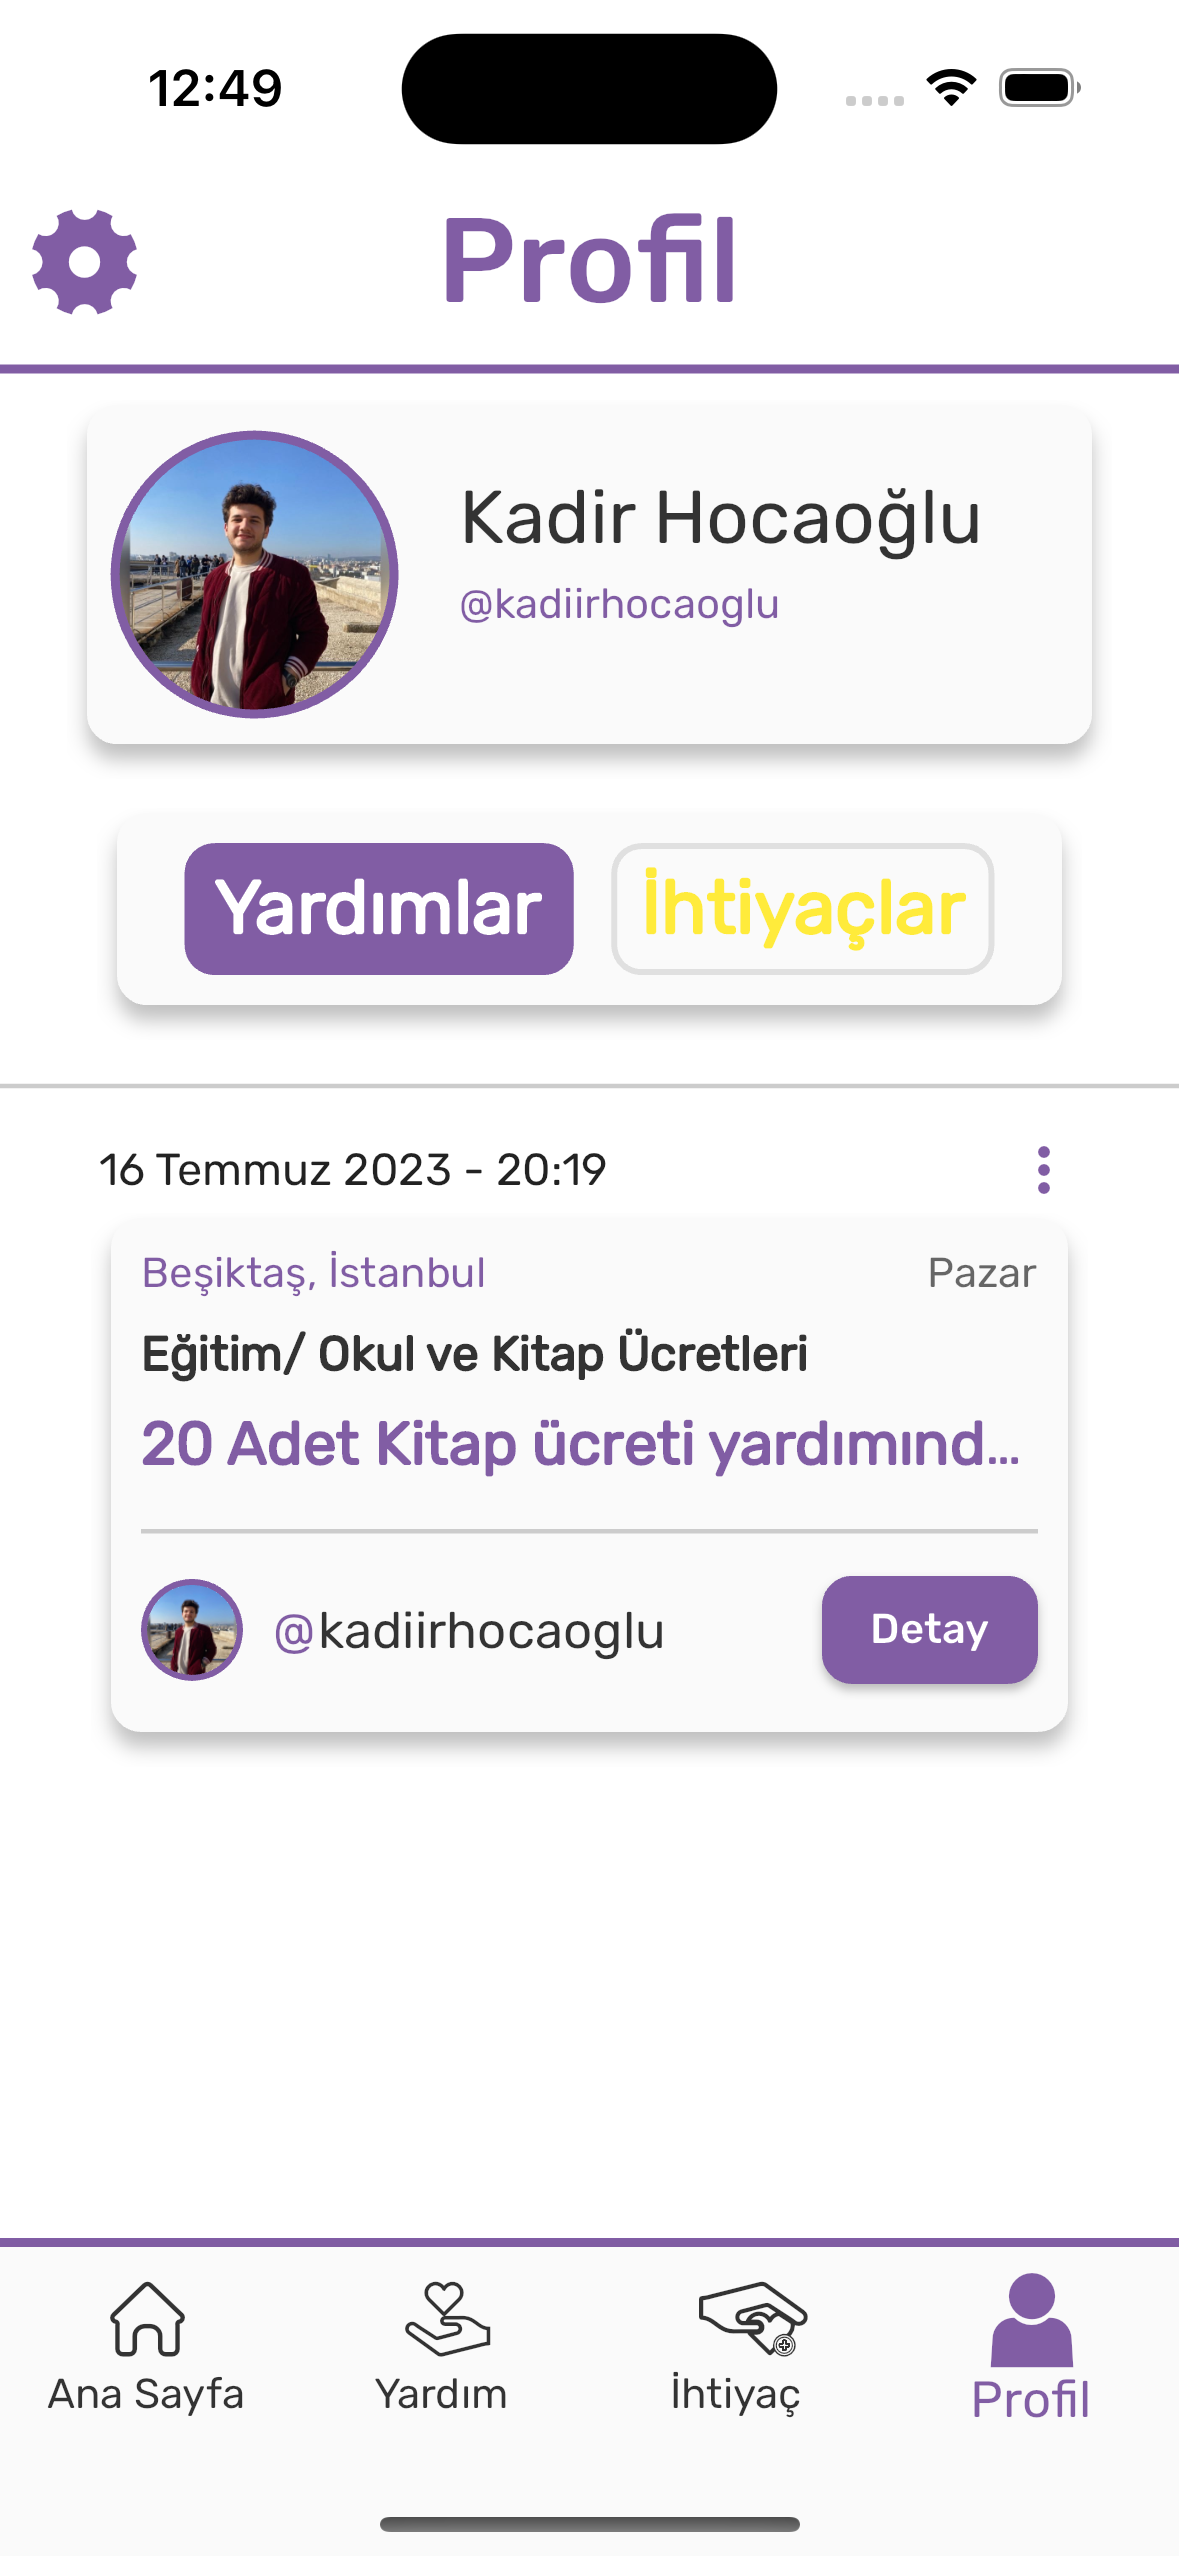 12:49
Profil
Kadir Hocaoğlu
@kadiirhocaoglu
Yardımlar
İhtiyaçlar
16 Temmuz 2023 - 20:19
Beşiktaş, İstanbul
Pazar
Eğitim/ Okul ve Kitap Ücretleri
20 Adet Kitap ücreti yardımınd...
@kadiirhocaoglu
Detay
Ana Sayfa
Yardım
İhtiyaç
Profil